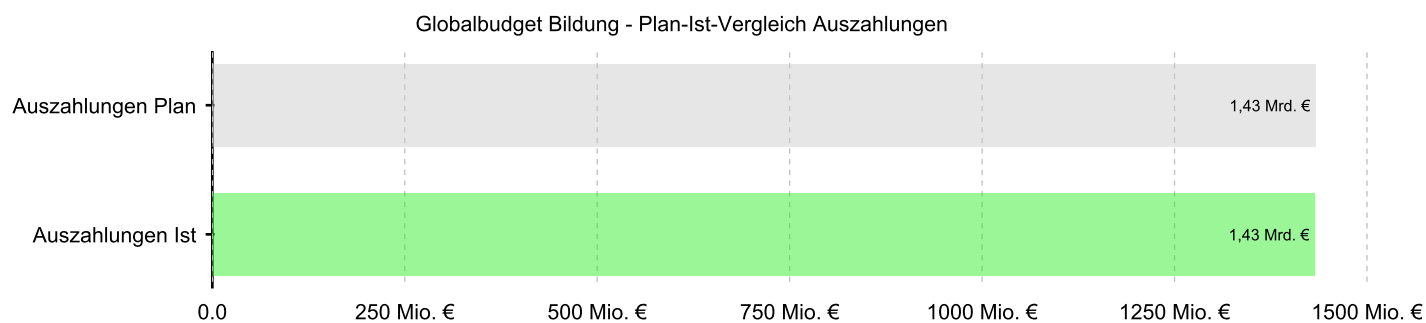 Globalbudget Bildung - Plan-Ist-Vergleich Auszahlungen
Auszahlungen Plan
1,43 Mrd. €
Auszahlungen Ist
1,43 Mrd. €
0.0 250 Mio. € 500 Mio. € 750 Mio. € 1000 Mio. € 1250 Mio. € 1500 Mio. €